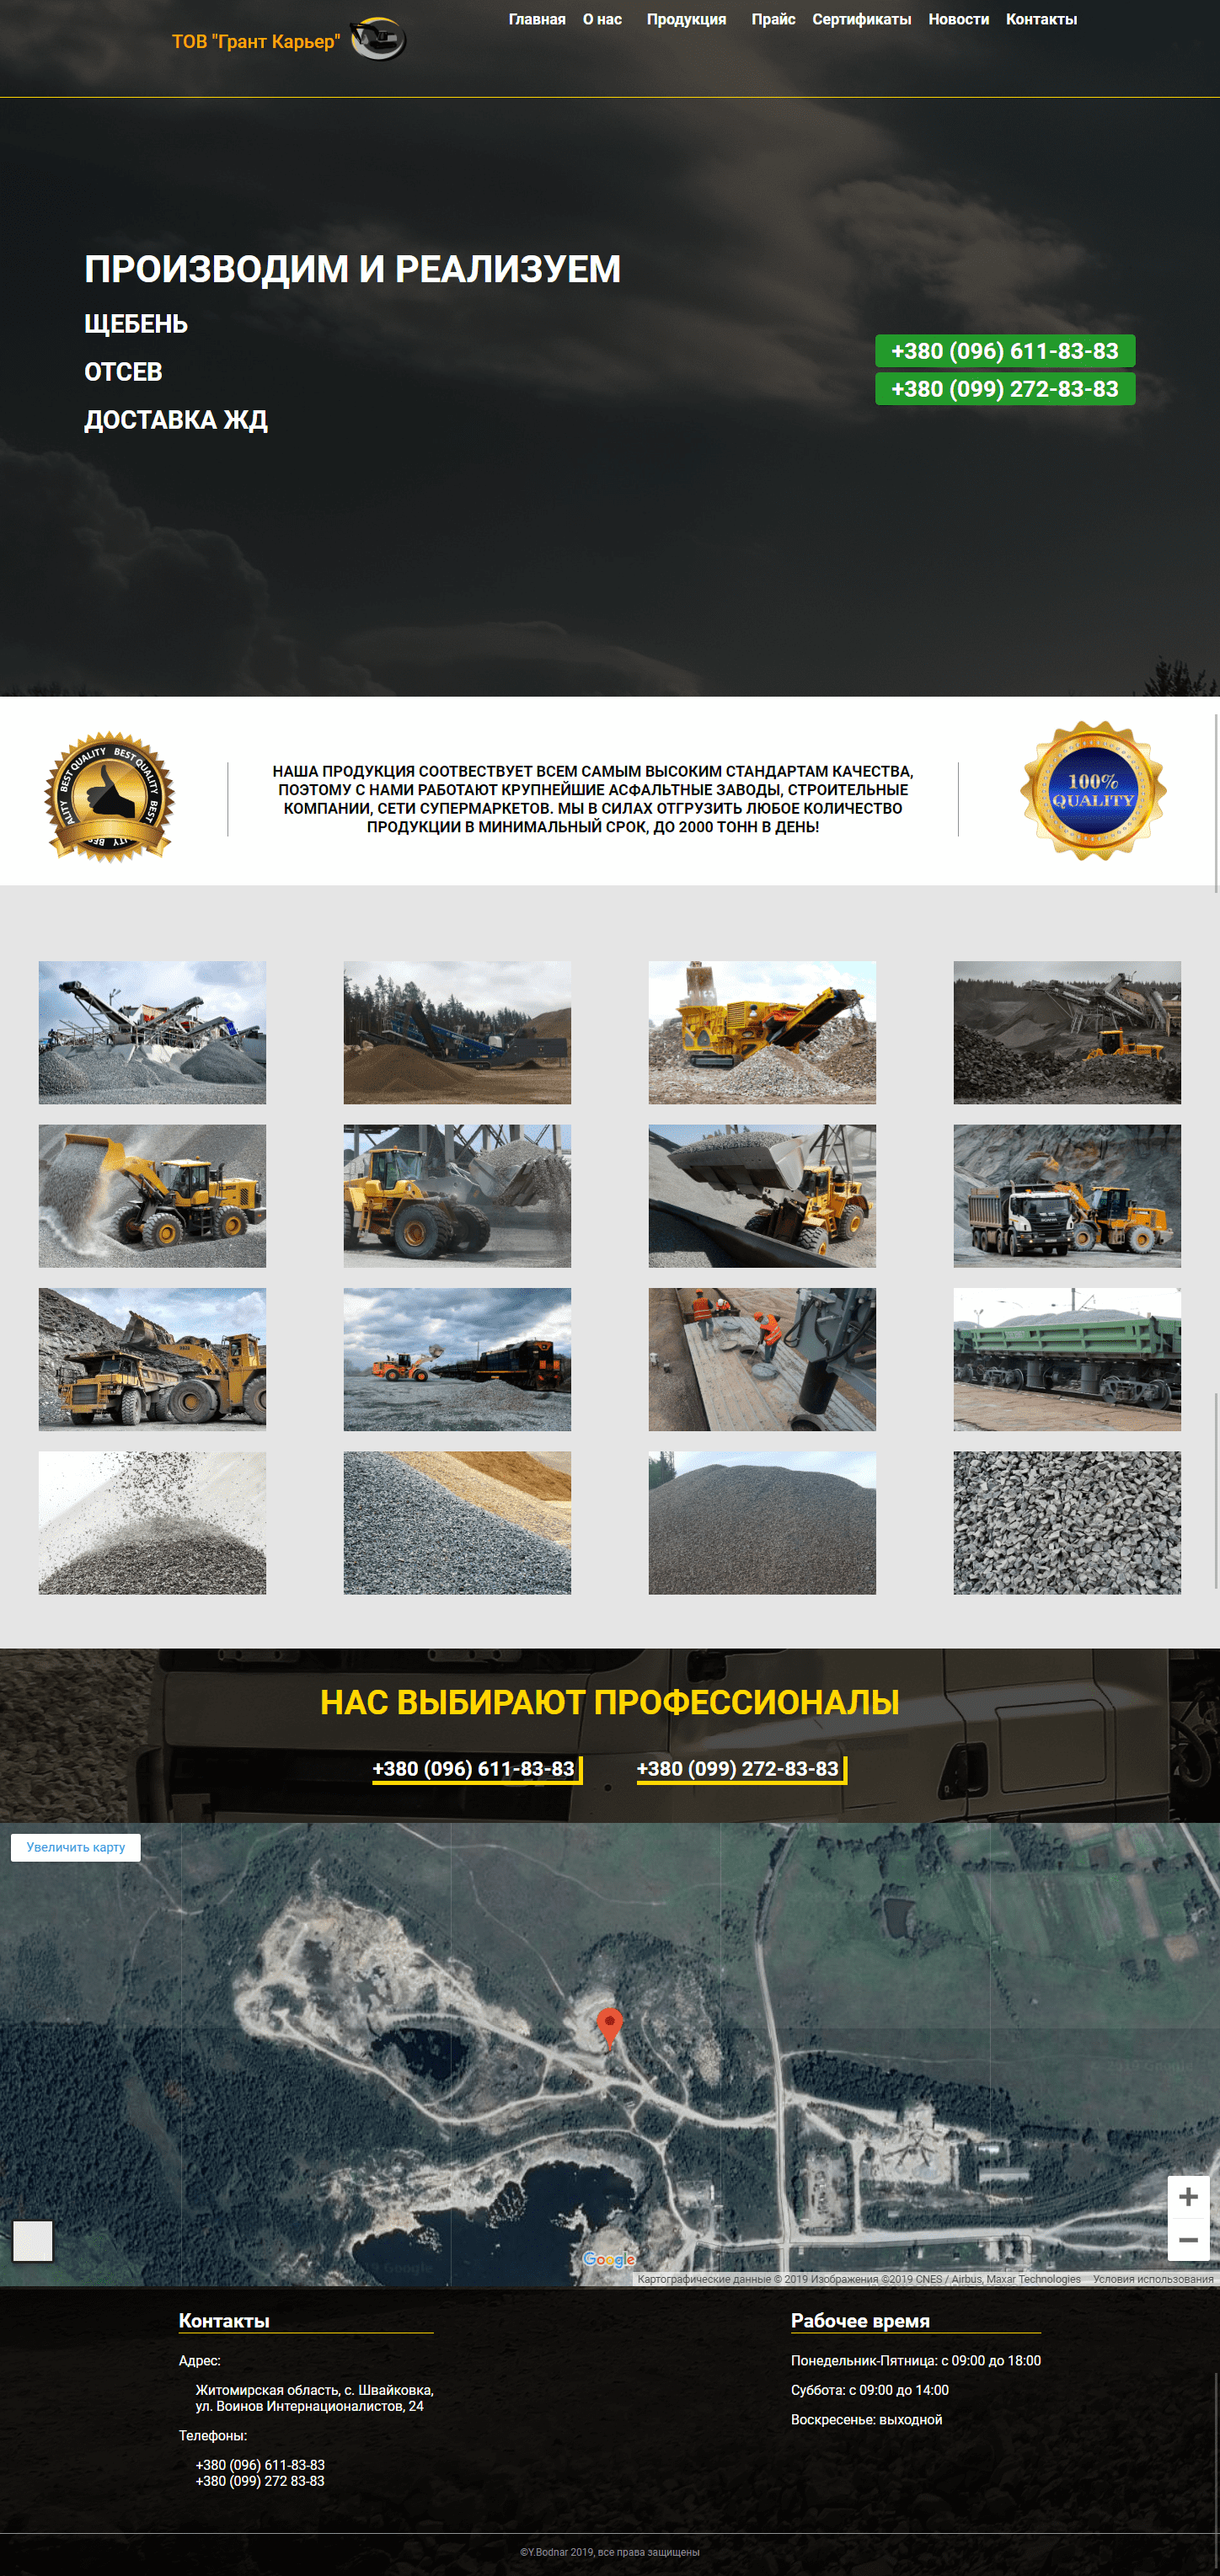 ТОВ "Грант Карьер"
Главная О нас Продукция Прайс Сертификаты Новости Контакты
ПРОИЗВОДИМ И РЕАЛИЗУЕМ
ЩЕБЕНЬ
ОТСЕВ
ДОСТАВКА ЖД
+380 (096) 611-83-83
+380 (099) 272-83-83
BEST QUALITY BEST QUALITY BEST
НАША ПРОДУКЦИЯ СООТВЕСТВУЕТ ВСЕМ САМЫМ ВЫСОКИМ СТАНДАРТАМ КАЧЕСТВА,
ПОЭТОМУ С НАМИ РАБОТАЮТ КРУПНЕЙШИЕ АСФАЛЬТНЫЕ ЗАВОДЫ, СТРОИТЕЛЬНЫЕ
КОМПАНИИ, СЕТИ СУПЕРМАРКЕТОВ. МЫ В СИЛАХ ОТГРУЗИТЬ ЛЮБОЕ КОЛИЧЕСТВО
ПРОДУКЦИИ В МИНИМАЛЬНЫЙ СРОК, ДО 2000 ТОНН В ДЕНЬ!
100%
QUALITY
НАС ВЫБИРАЮТ ПРОФЕССИОНАЛЫ
+380 (096) 611-83-83
+380 (099) 272-83-83
Увеличить карту
Google
Картографические данные © 2019 Изображения ©2019 CNES / Airbus, Maxar Technologies Условия использования
Контакты
Адрес:
Житомирская область, с. Швайковка,
ул. Воинов Интернационалистов, 24
Телефоны:
+380 (096) 611-83-83
+380 (099) 272 83-83
Рабочее время
Понедельник-Пятница: с 09:00 до 18:00
Суббота: с 09:00 до 14:00
Воскресенье: выходной
©Y.Bodnar 2019, все права защищены